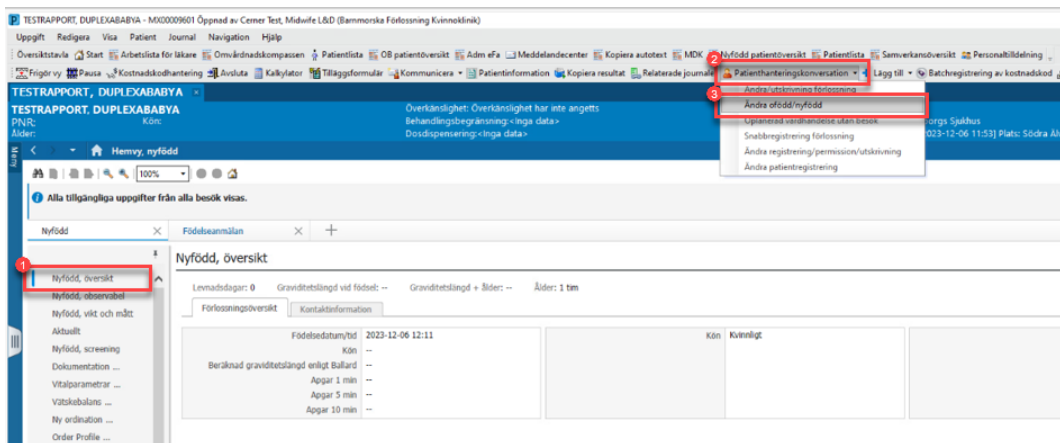 TESTRAPPORT, DUPLEXABABYA - MX00009601 Öppnad av Cerner Test, Midwife L&D (Barnmorska Förlossning Kvinnoklinik)
Uppgift Redigera Visa Patient Journal Navigation Hjälp
Översiktstavla Start Arbetslista för läkare Omvårdnadskompassen Patientlista OB patientöversikt Adm eFa Meddelandecenter Kopiera autotext MDK Nyfödd patientöversikt Patientlista Samverkansöversikt Personaltilldelning
Frigör vy Pausa Kostnadskodhantering Avsluta Kalkylator Tilläggsformulär Kommunicera Patientinformation Kopiera resultat Relaterade journaler Patienthanteringskonversation Lägg till Batchregistrering av kostnadskod
2
TESTRAPPORT, DUPLEXABABYA ×
Ändra/utskrivning förlossning
3
Ändra ofödd/nyfödd
Oplanerad vårdhändelse utan besök
Snabbregistrering förlossning
Ändra registrering/permission/utskrivning
Ändra patientregistrering
TESTRAPPORT, DUPLEXABABYA
PNR: Kön:
Ålder:
Överkänslighet: Överkänslighet har inte angetts
Behandlingsbegränsning:<Inga data>
Dosdispensering:<Inga data>
orgs Sjukhus
023-12-06 11:53] Plats: Södra Äl
Meny
Hemvy, nyfödd
100%
Alla tillgängliga uppgifter från alla besök visas.
Nyfödd × Födelseanmälan × +
1
Nyfödd, översikt
Nyfödd, observabel
Nyfödd, vikt och mått
Aktuellt
Nyfödd, screening
Dokumentation ...
Vitalparametrar ...
Vätskebalans ...
Ny ordination ...
Order Profile ...
Nyfödd, översikt
Levnadsdagar: 0 Graviditetslängd vid födsel: -- Graviditetslängd + ålder: -- Ålder: 1 tim
Förlossningsöversikt Kontaktinformation
Födelsedatum/tid 2023-12-06 12:11
Kön --
Beräknad graviditetslängd enligt Ballard --
Apgar 1 min --
Apgar 5 min --
Apgar 10 min --
Kön Kvinnligt